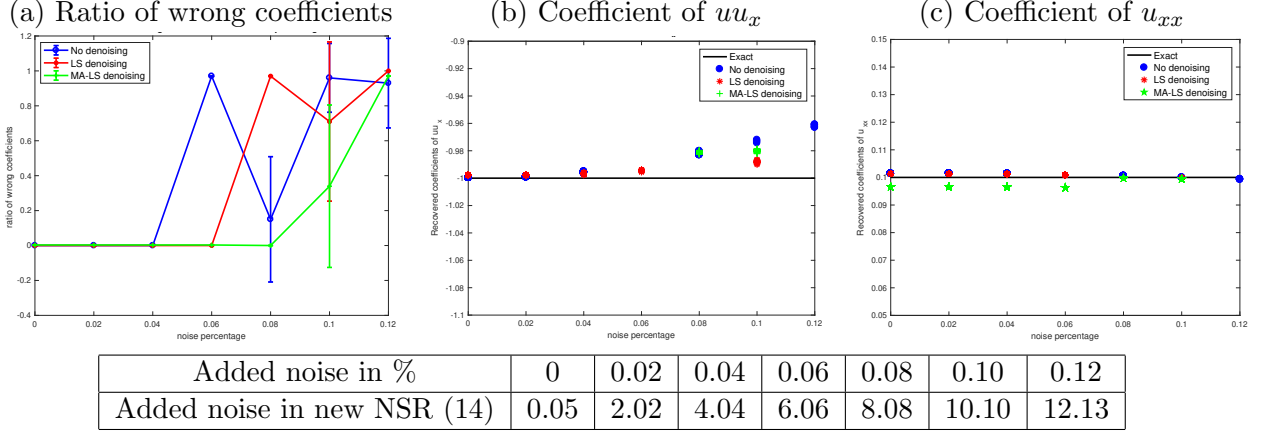 (a) Ratio of wrong coefficients
(b) Coefficient of uu_x
(c) Coefficient of u_{xx}
1.2
1
0.8
0.6
0.4
0.2
0
-0.2
-0.4
ratio of wrong coefficients
No denoising
LS denoising
MA-LS denoising
0 0.02 0.04 0.06 0.08 0.1 0.12
noise percentage
-0.9
-0.92
-0.94
-0.96
-0.98
-1
-1.02
-1.04
-1.06
-1.08
-1.1
Recovered coefficients of uu_x
Exact
No denoising
LS denoising
MA-LS denoising
0 0.02 0.04 0.06 0.08 0.1 0.12
noise percentage
0.15
0.14
0.13
0.12
0.11
0.1
0.09
0.08
0.07
0.06
0.05
Recovered coefficients of u_{xx}
Exact
No denoising
LS denoising
MA-LS denoising
0 0.02 0.04 0.06 0.08 0.1 0.12
noise percentage
Added noise in % 0 0.02 0.04 0.06 0.08 0.10 0.12
Added noise in new NSR (14) 0.05 2.02 4.04 6.06 8.08 10.10 12.13